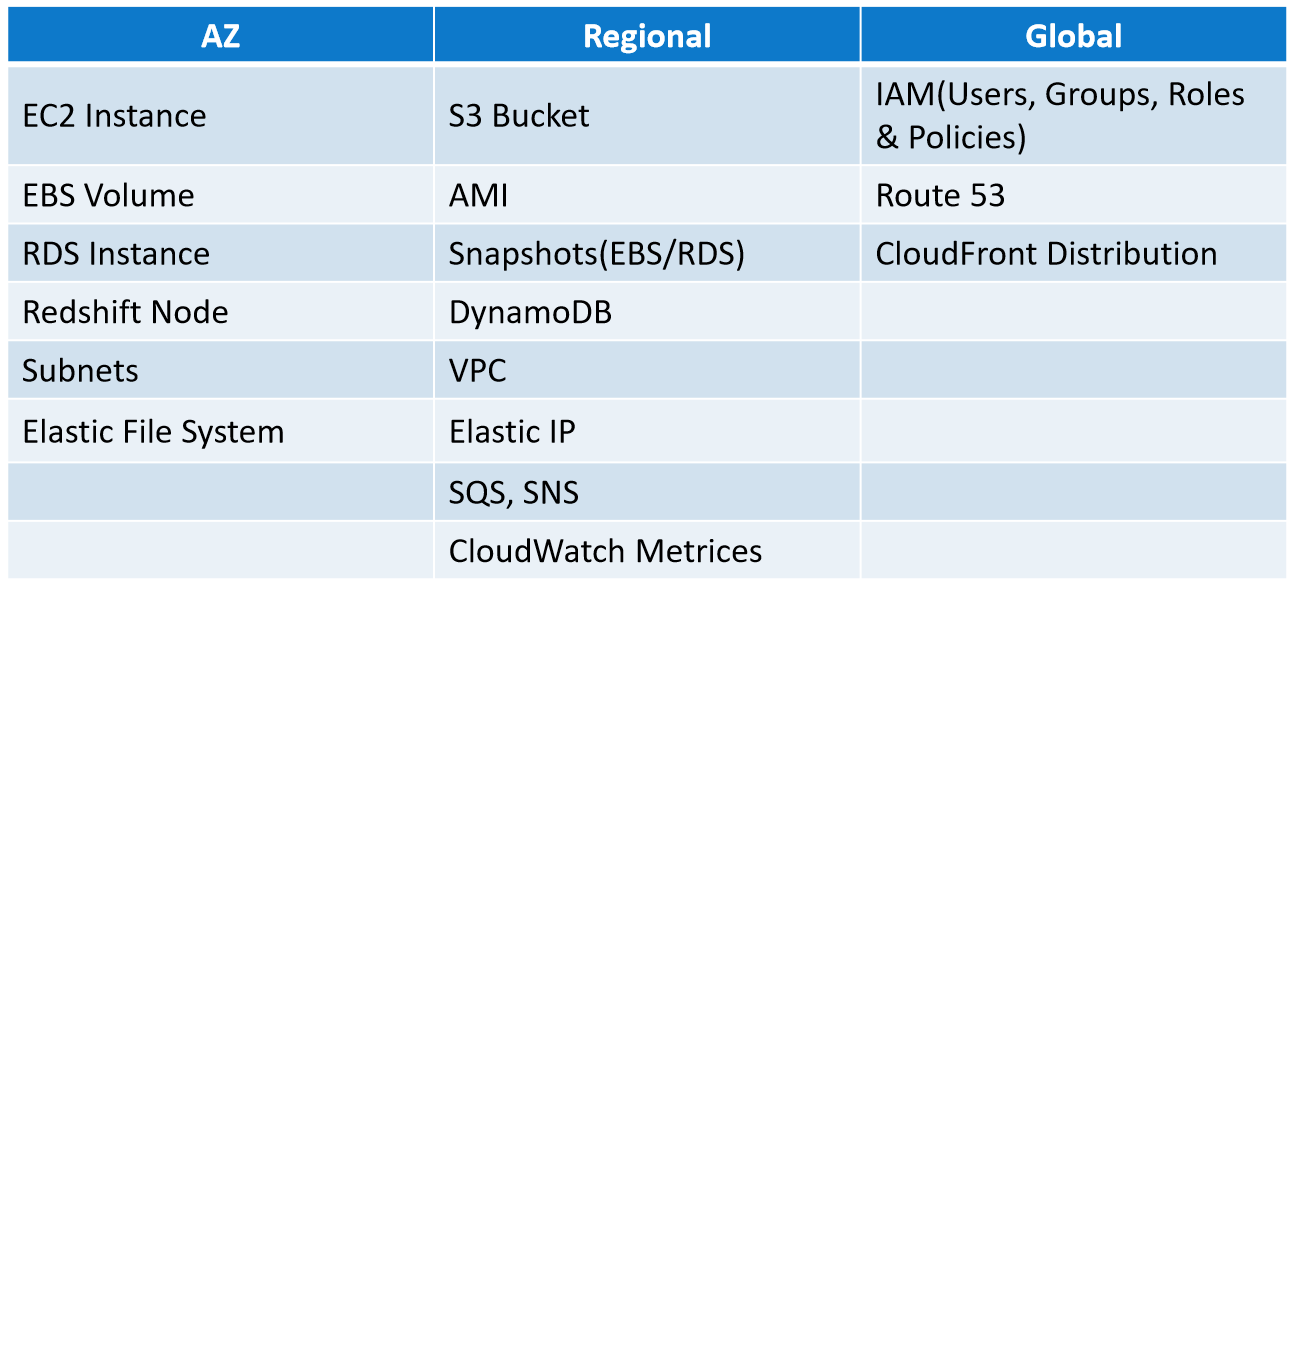 AZ Regional Global
EC2 Instance S3 Bucket IAM(Users, Groups, Roles
& Policies)
EBS Volume AMI Route 53
RDS Instance Snapshots(EBS/RDS) CloudFront Distribution
Redshift Node DynamoDB
Subnets VPC
Elastic File System Elastic IP
SQS, SNS
CloudWatch Metrices